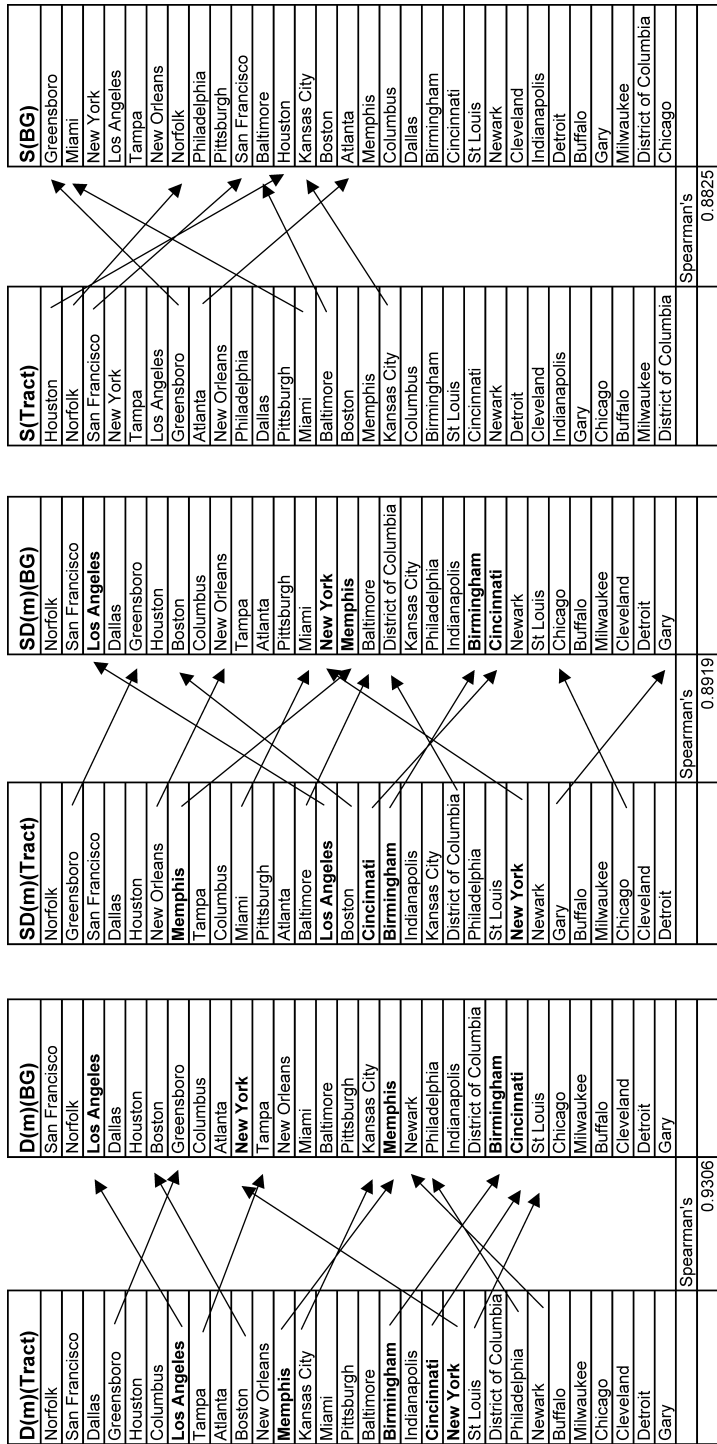 D(m)(Tract)
Norfolk
San Francisco
Dallas
Greensboro
Houston
Columbus
Los Angeles
Tampa
Atlanta
Boston
New Orleans
Memphis
Kansas City
Miami
Pittsburgh
Baltimore
Birmingham
Indianapolis
Cincinnati
New York
St Louis
District of Columbia
Philadelphia
Newark
Buffalo
Milwaukee
Chicago
Cleveland
Detroit
Gary
D(m)(BG)
San Francisco
Norfolk
Los Angeles
Dallas
Houston
Boston
Greensboro
Columbus
Atlanta
New York
Tampa
New Orleans
Miami
Baltimore
Pittsburgh
Kansas City
Memphis
Newark
Philadelphia
Indianapolis
District of Columbia
Birmingham
Cincinnati
St Louis
Chicago
Milwaukee
Buffalo
Cleveland
Detroit
Gary
Spearman's
0.9306
SD(m)(Tract)
Norfolk
Greensboro
San Francisco
Dallas
Houston
New Orleans
Memphis
Tampa
Columbus
Miami
Pittsburgh
Atlanta
Baltimore
Los Angeles
Boston
Cincinnati
Birmingham
Indianapolis
Kansas City
District of Columbia
Philadelphia
St Louis
New York
Newark
Gary
Buffalo
Milwaukee
Chicago
Cleveland
Detroit
SD(m)(BG)
Norfolk
San Francisco
Los Angeles
Dallas
Greensboro
Houston
Boston
Columbus
New Orleans
Tampa
Atlanta
Pittsburgh
Miami
New York
Memphis
Baltimore
District of Columbia
Kansas City
Philadelphia
Indianapolis
Birmingham
Cincinnati
Newark
St Louis
Chicago
Buffalo
Milwaukee
Cleveland
Detroit
Gary
Spearman's
0.8919
S(Tract)
Houston
Norfolk
San Francisco
New York
Tampa
Los Angeles
Greensboro
Atlanta
New Orleans
Philadelphia
Dallas
Pittsburgh
Miami
Baltimore
Boston
Memphis
Kansas City
Columbus
Birmingham
St Louis
Cincinnati
Newark
Detroit
Cleveland
Indianapolis
Gary
Chicago
Buffalo
Milwaukee
District of Columbia
S(BG)
Greensboro
Miami
New York
Los Angeles
Tampa
New Orleans
Norfolk
Philadelphia
Pittsburgh
San Francisco
Baltimore
Houston
Kansas City
Boston
Atlanta
Memphis
Columbus
Dallas
Birmingham
Cincinnati
St Louis
Newark
Cleveland
Indianapolis
Detroit
Buffalo
Gary
Milwaukee
District of Columbia
Chicago
Spearman's
0.8825